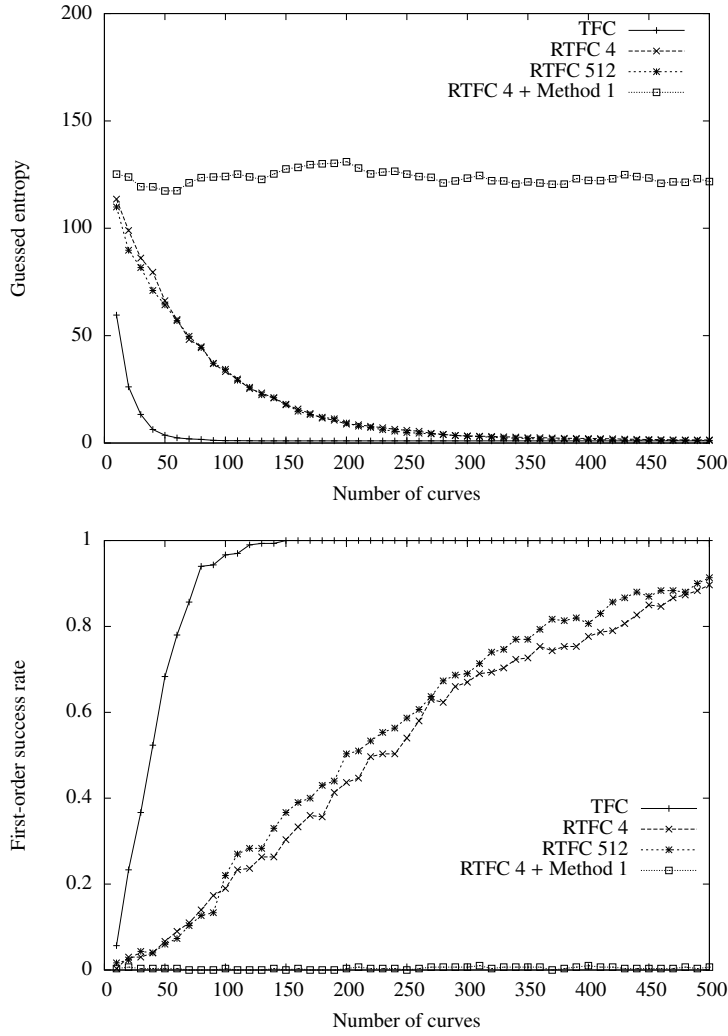 200
150
100
50
0
Guessed entropy
TFC
RTFC 4
RTFC 512
RTFC 4 + Method 1
0 50 100 150 200 250 300 350 400 450 500
Number of curves
1
0.8
0.6
0.4
0.2
0
First-order success rate
TFC
RTFC 4
RTFC 512
RTFC 4 + Method 1
0 50 100 150 200 250 300 350 400 450 500
Number of curves